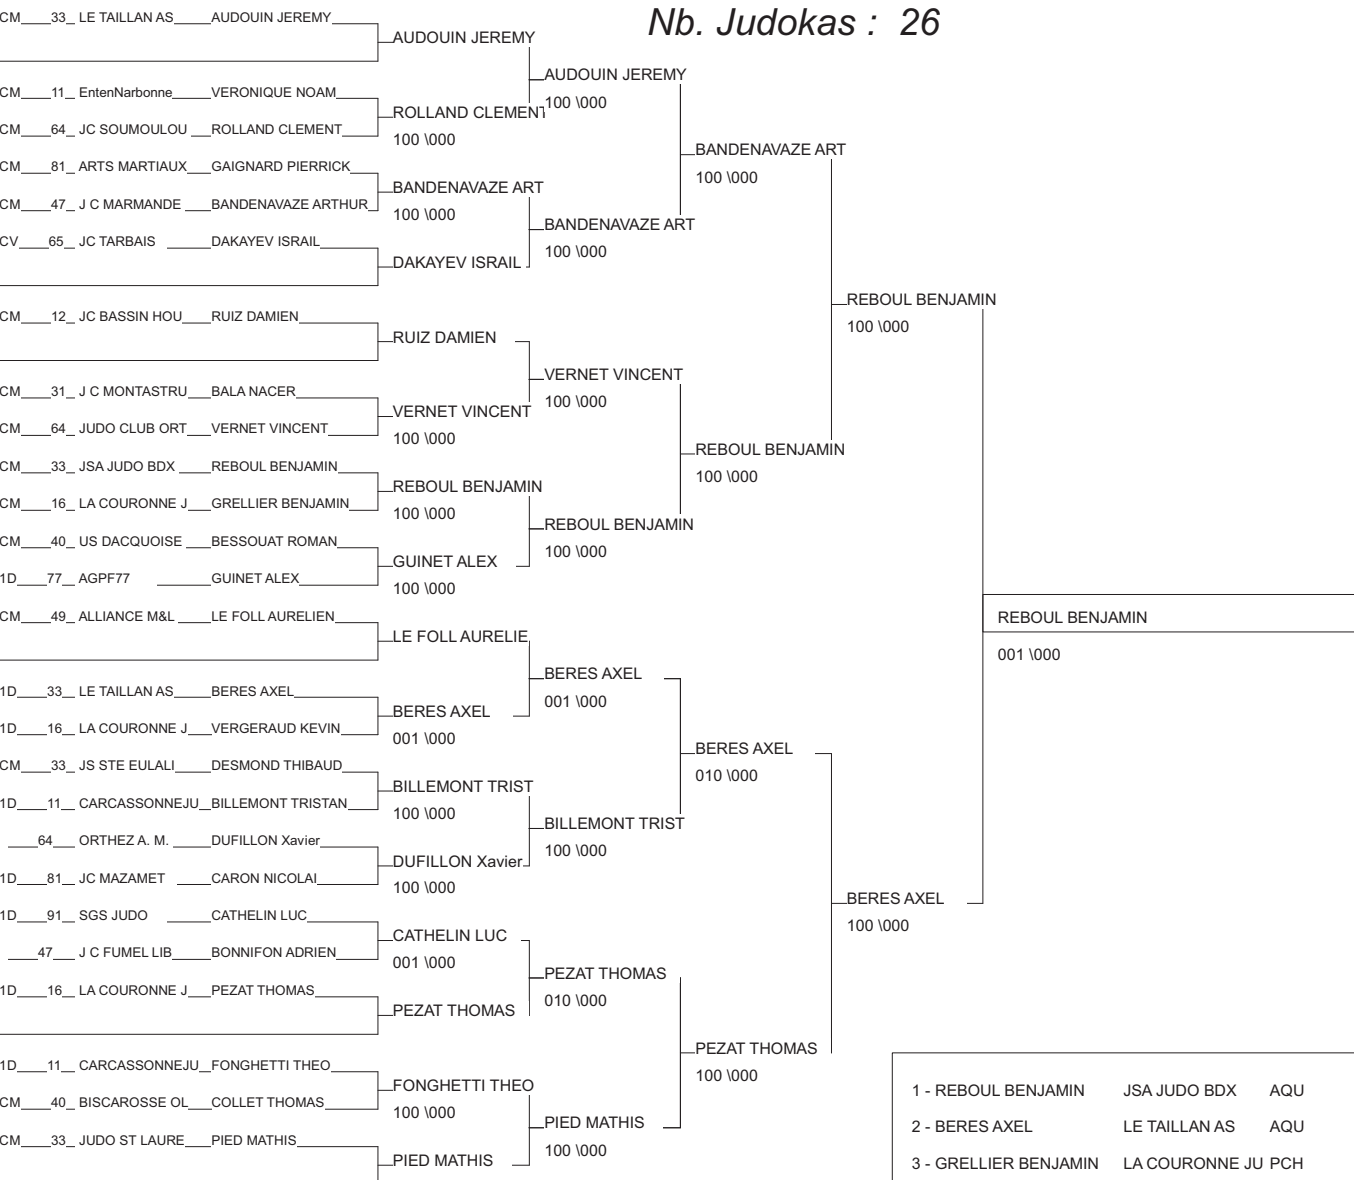 Nb. Judokas : 26
CM 33 LE TAILLAN AS AUDOUIN JEREMY
CM 11 EntenNarbonne VERONIQUE NOAM
CM 64 JC SOUMOULOU ROLLAND CLEMENT
CM 81 ARTS MARTIAUX GAIGNARD PIERRICK
CM 47 J C MARMANDE BANDENAVAZE ARTHUR
CV 65 JC TARBAIS DAKAYEV ISRAIL
CM 12 JC BASSIN HOU RUIZ DAMIEN
CM 31 J C MONTASTRU BALA NACER
CM 64 JUDO CLUB ORT VERNET VINCENT
CM 33 JSA JUDO BDX REBOUL BENJAMIN
CM 16 LA COURONNE J GRELLIER BENJAMIN
CM 40 US DACQUOISE BESSOUAT ROMAN
1D 77 AGPF77 GUINET ALEX
CM 49 ALLIANCE M&L LE FOLL AURELIEN
1D 33 LE TAILLAN AS BERES AXEL
1D 16 LA COURONNE J VERGERAUD KEVIN
CM 33 JS STE EULALI DESMOND THIBAUD
1D 11 CARCASSONNEJU BILLEMONT TRISTAN
64 ORTHEZ A. M. DUFILLON Xavier
1D 81 JC MAZAMET CARON NICOLAI
1D 91 SGS JUDO CATHELIN LUC
47 J C FUMEL LIB BONNIFON ADRIEN
1D 16 LA COURONNE J PEZAT THOMAS
1D 11 CARCASSONNEJU FONGHETTI THEO
CM 40 BISCAROSSE OL COLLET THOMAS
CM 33 JUDO ST LAURE PIED MATHIS
AUDOUIN JEREMY
ROLLAND CLEMENT
100 \000
BANDENAVAZE ART
100 \000
DAKAYEV ISRAIL
RUIZ DAMIEN
VERNET VINCENT
100 \000
REBOUL BENJAMIN
100 \000
GUINET ALEX
100 \000
LE FOLL AURELIE
BERES AXEL
001 \000
BILLEMONT TRIST
100 \000
DUFILLON Xavier
100 \000
CATHELIN LUC
001 \000
PEZAT THOMAS
FONGHETTI THEO
100 \000
PIED MATHIS
AUDOUIN JEREMY
100 \000
BANDENAVAZE ART
100 \000
VERNET VINCENT
100 \000
REBOUL BENJAMIN
100 \000
BERES AXEL
001 \000
BILLEMONT TRIST
100 \000
PEZAT THOMAS
010 \000
PIED MATHIS
100 \000
BANDENAVAZE ART
100 \000
REBOUL BENJAMIN
100 \000
BERES AXEL
010 \000
PEZAT THOMAS
100 \000
REBOUL BENJAMIN
100 \000
BERES AXEL
100 \000
REBOUL BENJAMIN
001 \000
1 - REBOUL BENJAMIN JSA JUDO BDX AQU
2 - BERES AXEL LE TAILLAN AS AQU
3 - GRELLIER BENJAMIN LA COURONNE JU PCH